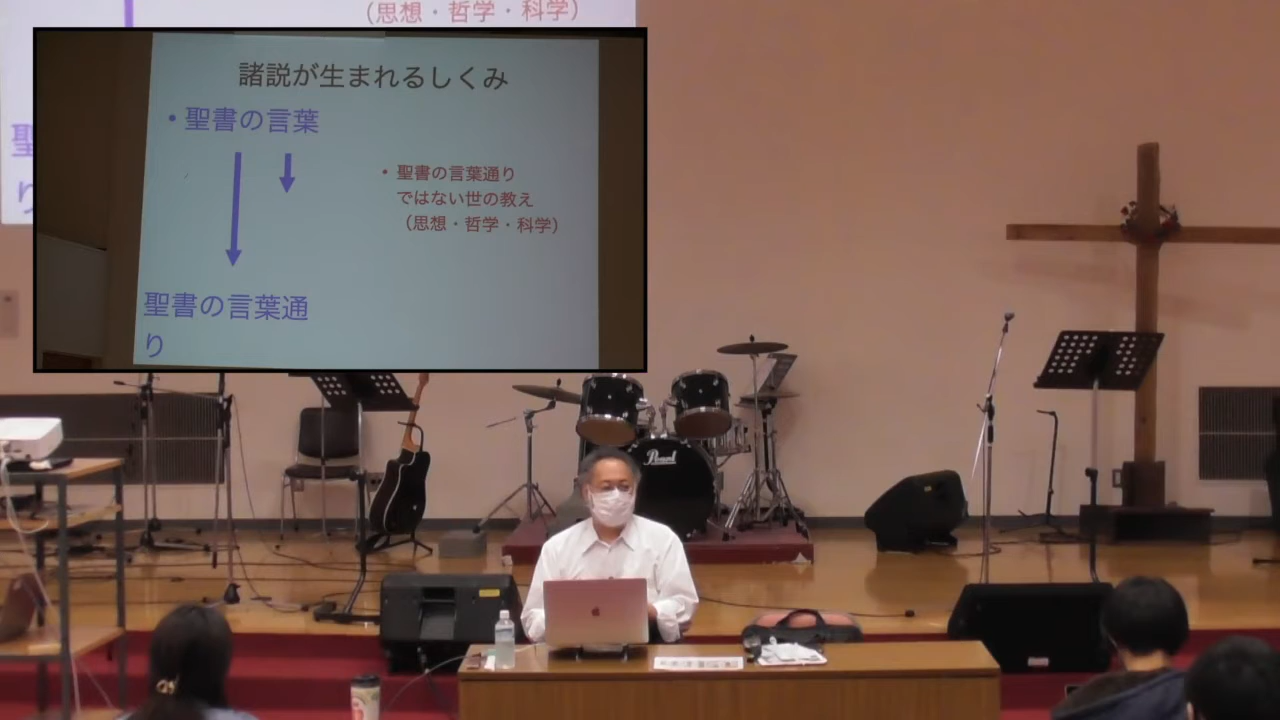 （思想・哲学・科学）
聖
り
諸説が生まれるしくみ
• 聖書の言葉
• 聖書の言葉通り
ではない世の教え
（思想・哲学・科学）
聖書の言葉通
り
Pearl